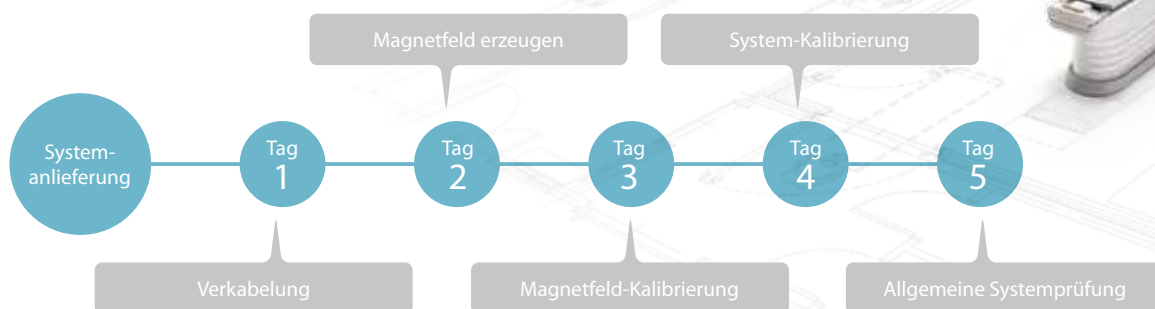 Magnetfeld erzeugen
System-Kalibrierung
System-
anlieferung
Tag
1
Tag
2
Tag
3
Tag
4
Tag
5
Verkabelung
Magnetfeld-Kalibrierung
Allgemeine Systemprüfung